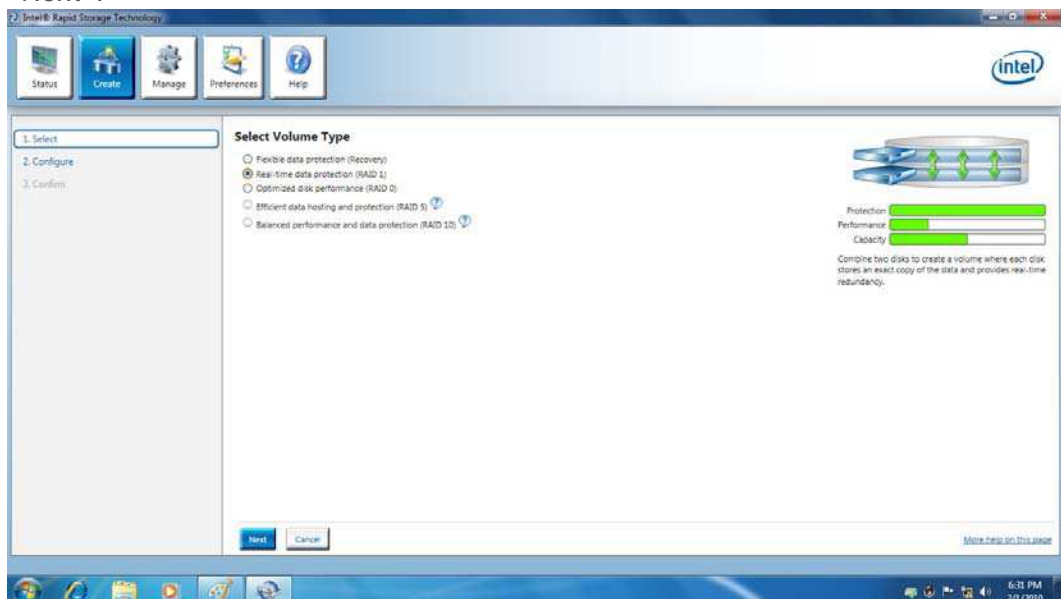 Intel® Rapid Storage Technology
Status
Create
Manage
Preferences
Help
intel
1. Select
2. Configure
3. Confirm
Select Volume Type
Flexible data protection (Recovery)
Real-time data protection (RAID 1)
Optimized disk performance (RAID 0)
Efficient data hosting and protection (RAID 5)
Balanced performance and data protection (RAID 10)
Protection
Performance
Capacity
Combine two disks to create a volume where each disk
stores an exact copy of the data and provides real-time
redundancy.
Next
Cancel
More help on this page
6:31 PM
2/1/2010